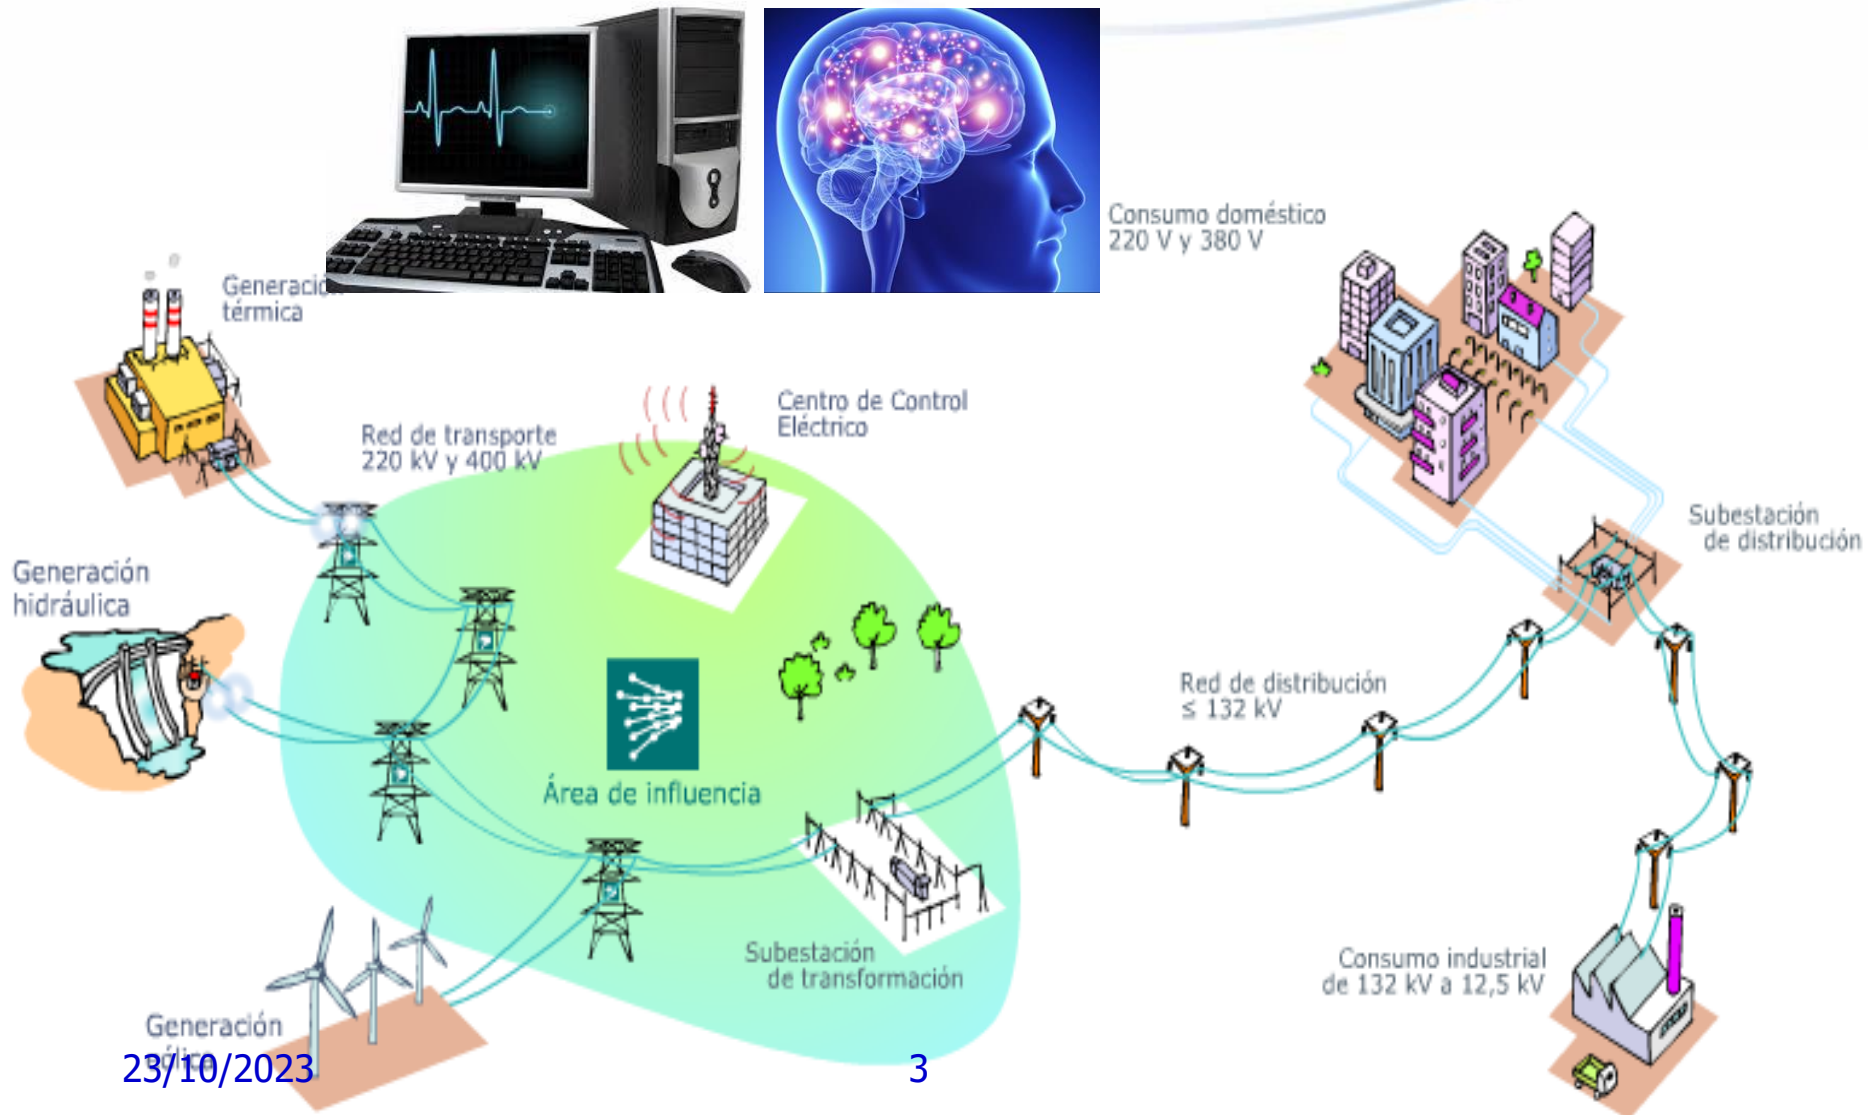 Consumo doméstico
220 V y 380 V
Generación
térmica
Centro de Control
Eléctrico
Red de transporte
220 kV y 400 kV
Subestación
de distribución
Generación
hidráulica
Red de distribución
≤ 132 kV
Área de influencia
Subestación
de transformación
Consumo industrial
de 132 kV a 12,5 kV
Generación
eólica
23/10/2023
3